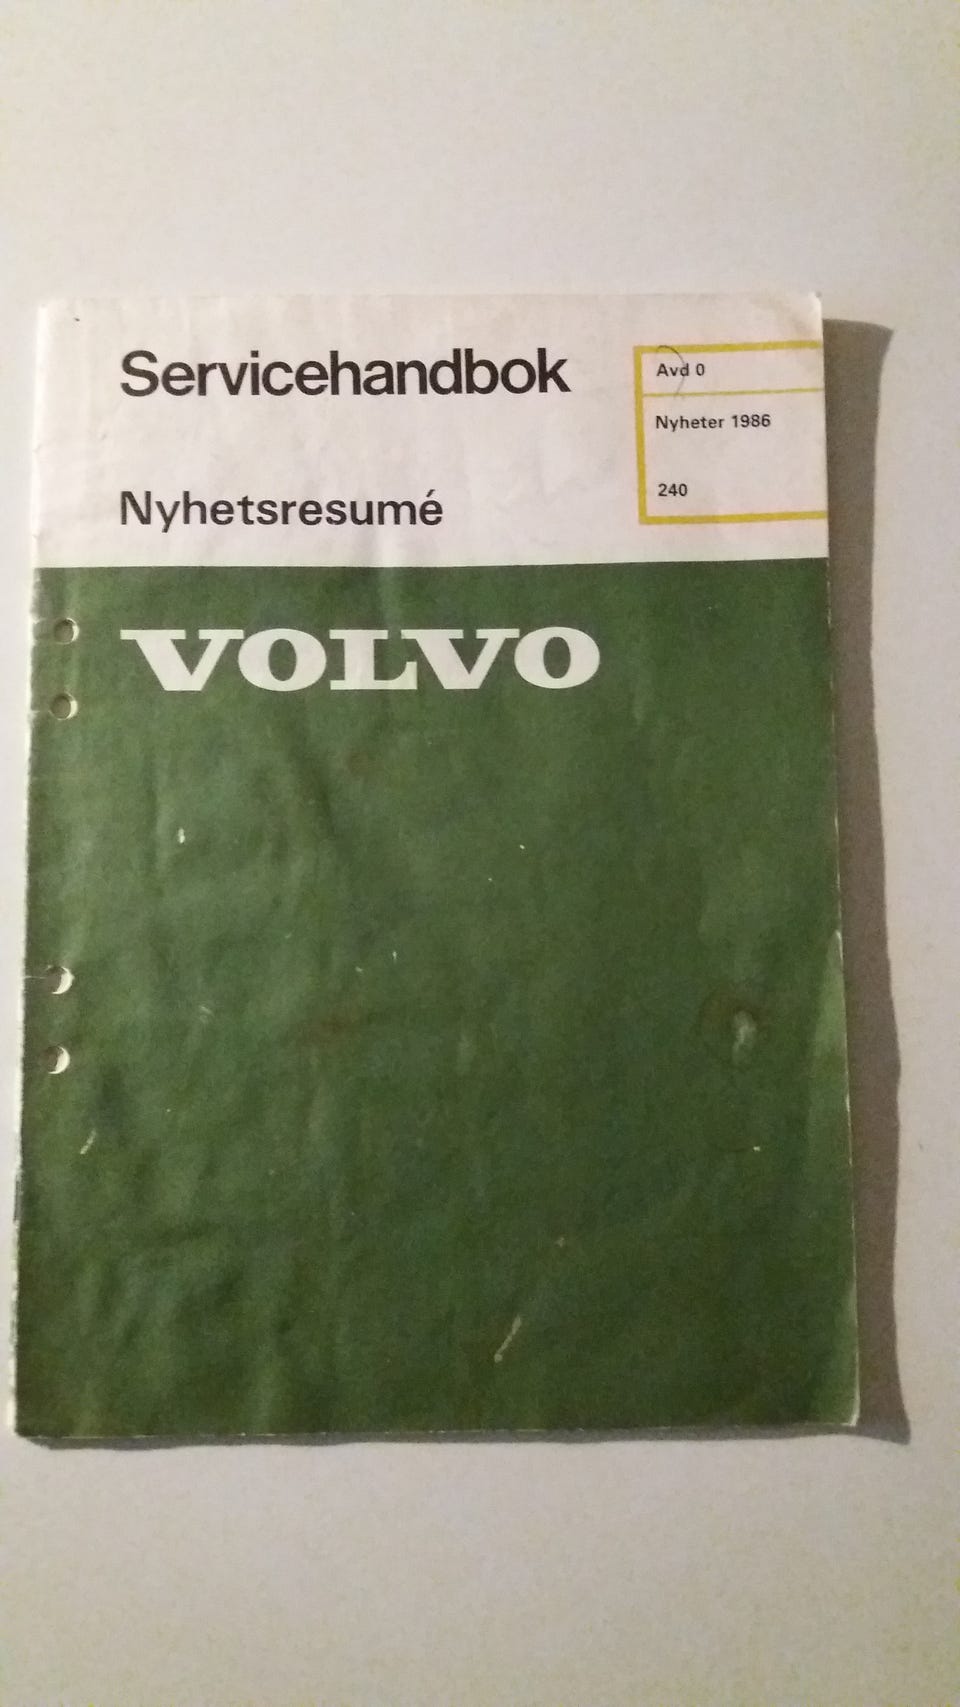 Servicehandbok
Nyhetsresumé
Avd 0
Nyheter 1986
240
VOLVO